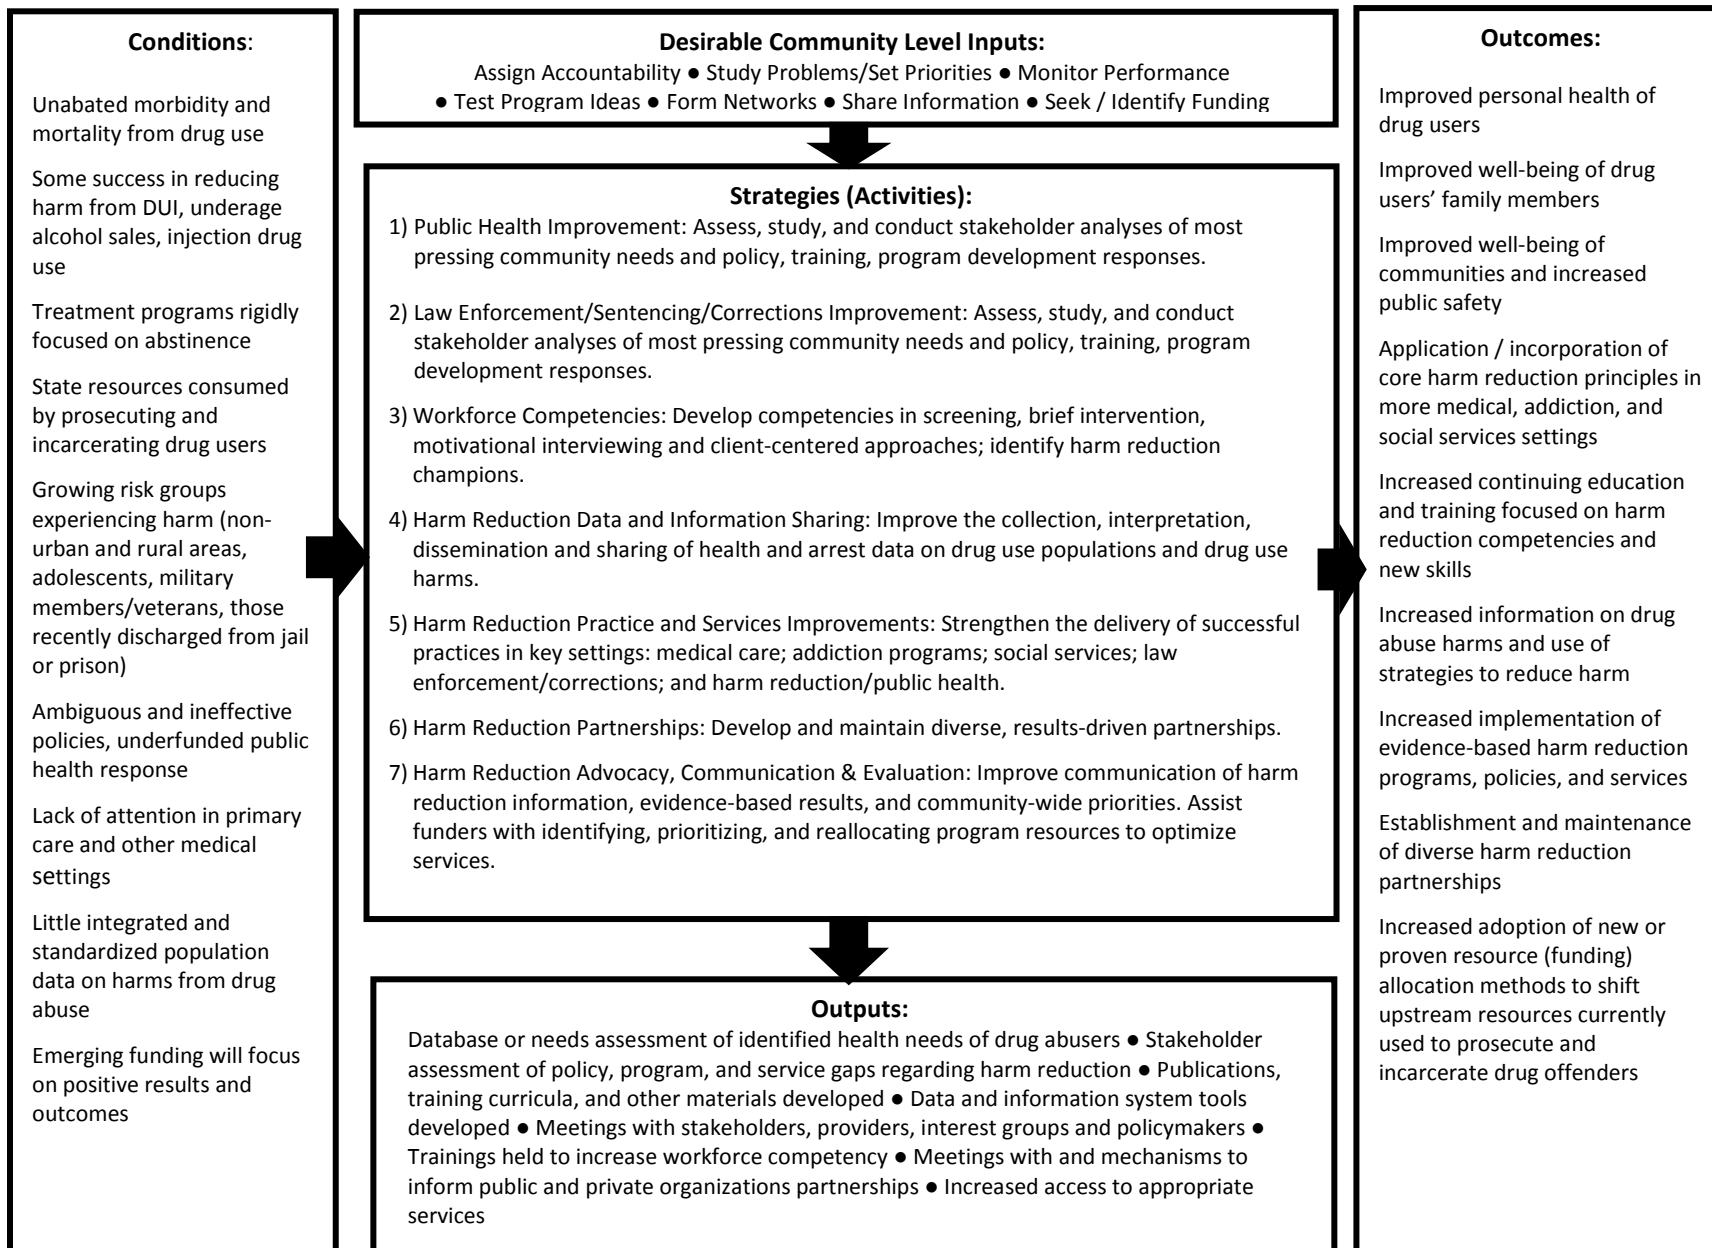 Conditions:
Unabated morbidity and
mortality from drug use
Some success in reducing
harm from DUI, underage
alcohol sales, injection drug
use
Treatment programs rigidly
focused on abstinence
State resources consumed
by prosecuting and
incarcerating drug users
Growing risk groups
experiencing harm (non-
urban and rural areas,
adolescents, military
members/veterans, those
recently discharged from jail
or prison)
Ambiguous and ineffective
policies, underfunded public
health response
Lack of attention in primary
care and other medical
settings
Little integrated and
standardized population
data on harms from drug
abuse
Emerging funding will focus
on positive results and
outcomes
Desirable Community Level Inputs:
Assign Accountability ● Study Problems/Set Priorities ● Monitor Performance
● Test Program Ideas ● Form Networks ● Share Information ● Seek / Identify Funding
Strategies (Activities):
1) Public Health Improvement: Assess, study, and conduct stakeholder analyses of most
pressing community needs and policy, training, program development responses.
2) Law Enforcement/Sentencing/Corrections Improvement: Assess, study, and conduct
stakeholder analyses of most pressing community needs and policy, training, program
development responses.
3) Workforce Competencies: Develop competencies in screening, brief intervention,
motivational interviewing and client-centered approaches; identify harm reduction
champions.
4) Harm Reduction Data and Information Sharing: Improve the collection, interpretation,
dissemination and sharing of health and arrest data on drug use populations and drug use
harms.
5) Harm Reduction Practice and Services Improvements: Strengthen the delivery of successful
practices in key settings: medical care; addiction programs; social services; law
enforcement/corrections; and harm reduction/public health.
6) Harm Reduction Partnerships: Develop and maintain diverse, results-driven partnerships.
7) Harm Reduction Advocacy, Communication & Evaluation: Improve communication of harm
reduction information, evidence-based results, and community-wide priorities. Assist
funders with identifying, prioritizing, and reallocating program resources to optimize
services.
Outputs:
Database or needs assessment of identified health needs of drug abusers ● Stakeholder
assessment of policy, program, and service gaps regarding harm reduction ● Publications,
training curricula, and other materials developed ● Data and information system tools
developed ● Meetings with stakeholders, providers, interest groups and policymakers ●
Trainings held to increase workforce competency ● Meetings with and mechanisms to
inform public and private organizations partnerships ● Increased access to appropriate
services
Outcomes:
Improved personal health of
drug users
Improved well-being of drug
users’ family members
Improved well-being of
communities and increased
public safety
Application / incorporation of
core harm reduction principles in
more medical, addiction, and
social services settings
Increased continuing education
and training focused on harm
reduction competencies and
new skills
Increased information on drug
abuse harms and use of
strategies to reduce harm
Increased implementation of
evidence-based harm reduction
programs, policies, and services
Establishment and maintenance
of diverse harm reduction
partnerships
Increased adoption of new or
proven resource (funding)
allocation methods to shift
upstream resources currently
used to prosecute and
incarcerate drug offenders